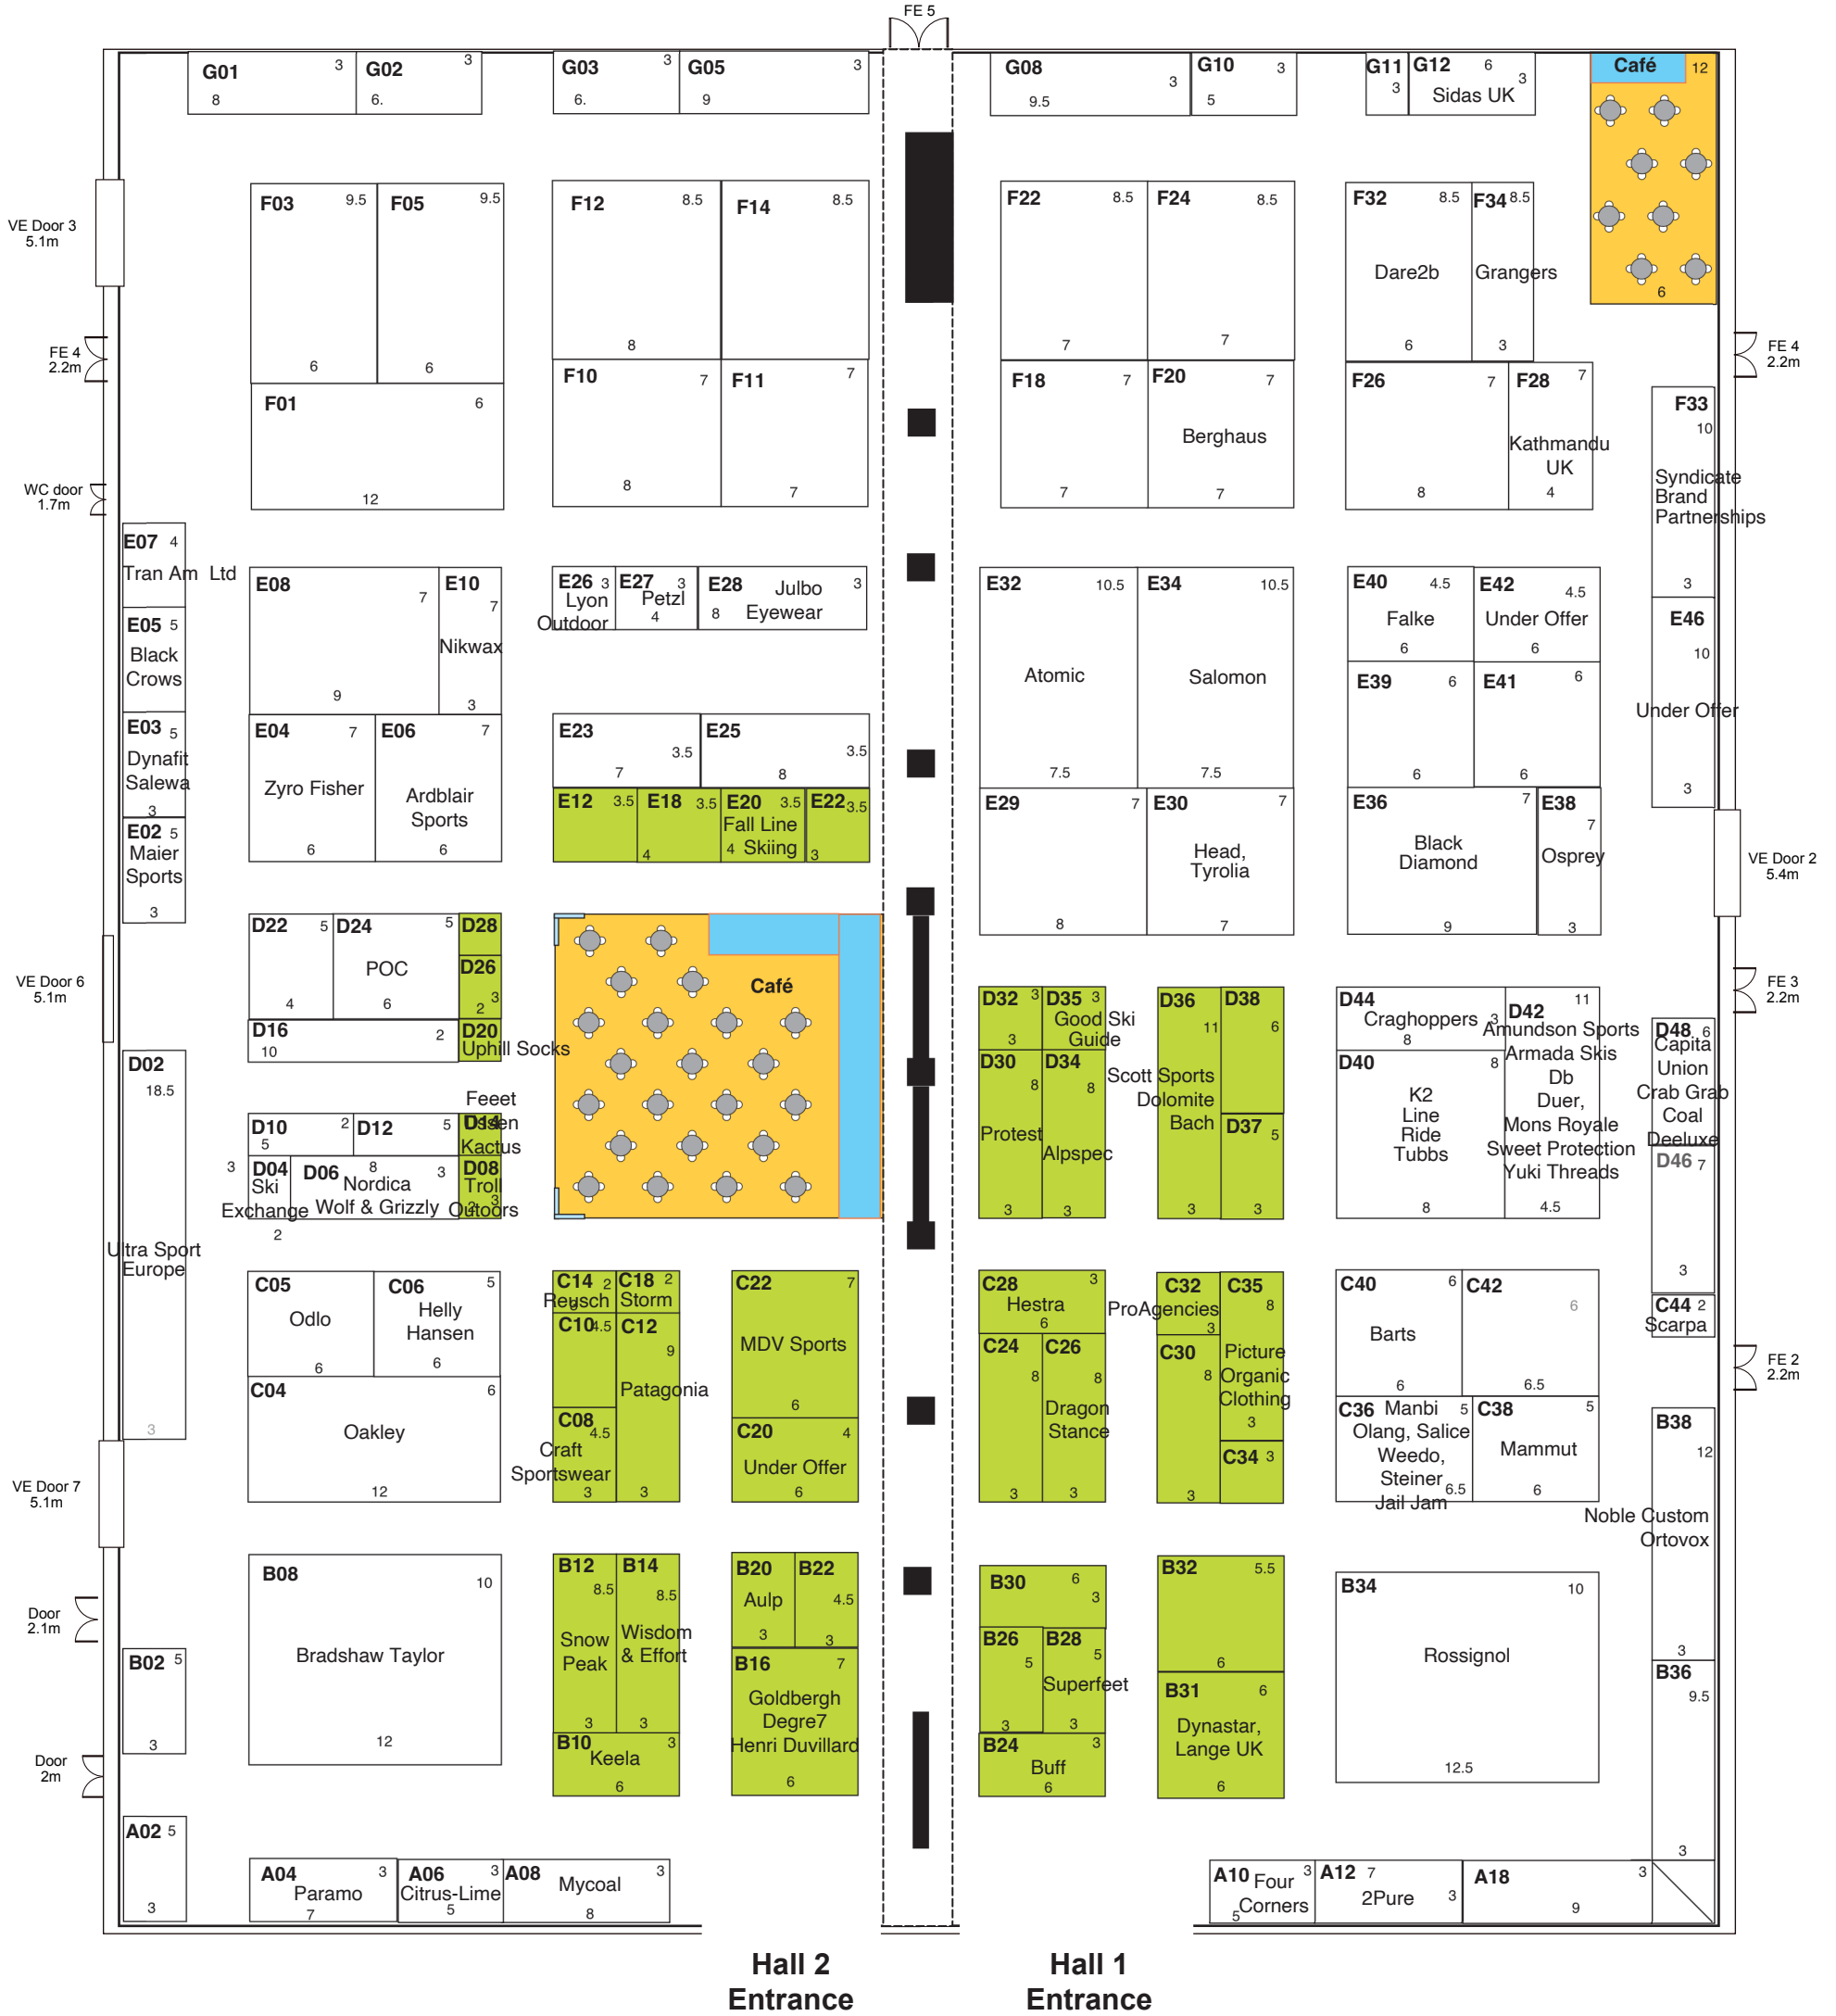 FE 5
G01 3
8
G02 3
6.
G03 3
6.
G05 3
9
G08 3
9.5
G10 3
5
G11
3
G12 6
3
Sidas UK
Café 12
6
VE Door 3
5.1m
F03 9.5
6
F05 9.5
6
F12 8.5
8
F14 8.5
F22 8.5
7
F24 8.5
7
F32 8.5
Dare2b
6
F34 8.5
Grangers
3
FE 4
2.2m
FE 4
2.2m
F01 6
12
F10 7
8
F11 7
7
F18 7
7
F20 7
Berghaus
7
F26 7
8
F28 7
Kathmandu
UK
4
F33
10
Syndicate
Brand
Partnerships
3
WC door
1.7m
E07 4
Tran Am Ltd
E05 5
Black
Crows
E03 5
Dynafit
Salewa
3
E02 5
Maier
Sports
3
E08
7
9
E10
7
Nikwax
3
E04 7
Zyro Fisher
6
E06 7
Ardblair
Sports
6
E26 3
Lyon
Outdoor
E27 3
Petzl
4
E28 Julbo 3
8 Eyewear
E23
3.5
7
E25
3.5
8
E12 3.5
E18 3.5
4
E20 3.5
Fall Line
4 Skiing
E22 3.5
3
E32 10.5
Atomic
7.5
E34 10.5
Salomon
7.5
E29 7
8
E30 7
Head,
Tyrolia
7
E40 4.5
Falke
6
E42 4.5
Under Offer
6
E39 6
6
E41 6
6
E36 7
Black
Diamond
9
E38
7
Osprey
3
E46
10
Under Offer
3
VE Door 2
5.4m
VE Door 6
5.1m
D22 5
4
D24 5
POC
6
D28
D26
3
2
D16 2
10
D20
Uphill Socks
Café
D32 3
3
D35 3
Good Ski
Guide
D30
8
Protest
3
D34
8
Alpspec
3
D36
11
Scott Sports
Dolomite
Bach
3
D38
6
D37
5
3
D44
Craghoppers 3
8
D40 8
K2
Line
Ride
Tubbs
8
D42 11
Amundson Sports
Armada Skis
Db
Duer,
Mons Royale
Sweet Protection
Yuki Threads
4.5
D48 6
Capita
Union
Crab Grab
Coal
Deeluxe
D46 7
3
FE 3
2.2m
D02
18.5
Ultra Sport
Europe
3
D10 2
5
D12 5
8
D14
Feeet
Ussen
Kactus
3
D04
Ski
Exchange
2
D06 3
Nordica
Wolf & Grizzly
D08
Troll
2 3
Outoors
C05
Odlo
6
C06 5
Helly
Hansen
6
C04 6
Oakley
12
C14 2
Reusch
3
C18 2
Storm
C10 4.5
C12
9
Patagonia
3
C08
4.5
Craft
Sportswear
3
C22 7
MDV Sports
6
C20 4
Under Offer
6
C28 3
Hestra
6
C24
8
3
C26
8
Dragon
Stance
3
C32
ProAgencies
3
C35
8
Picture
Organic
Clothing
3
C30
8
3
C34 3
C40 6
Barts
6
C42
6
6.5
C36 Manbi 5
Olang, Salice
Weedo,
Steiner
Jail Jam 6.5
C38 5
Mammut
6
C44 2
Scarpa
FE 2
2.2m
VE Door 7
5.1m
B38
12
Noble Custom
Ortovox
3
Door
2.1m
Door
2m
B02 5
3
B08 10
Bradshaw Taylor
12
B12
8.5
Snow
Peak
3
B14
8.5
Wisdom
& Effort
3
B10 3
Keela
6
B20
Aulp
3
B22
4.5
3
B16 7
Goldbergh
Degre7
Henri Duvillard
6
B30 6
3
B26
5
3
B28
5
Superfeet
3
B24 3
Buff
6
B32 5.5
6
B31 6
Dynastar,
Lange UK
6
B34 10
Rossignol
12.5
B36
9.5
3
A02 5
3
A04 3
Paramo
7
A06 3
Citrus-Lime
5
A08 Mycoal 3
8
A10 Four 3
Corners
5
A12 7
2Pure 3
A18 3
9
Hall 2
Entrance
Hall 1
Entrance